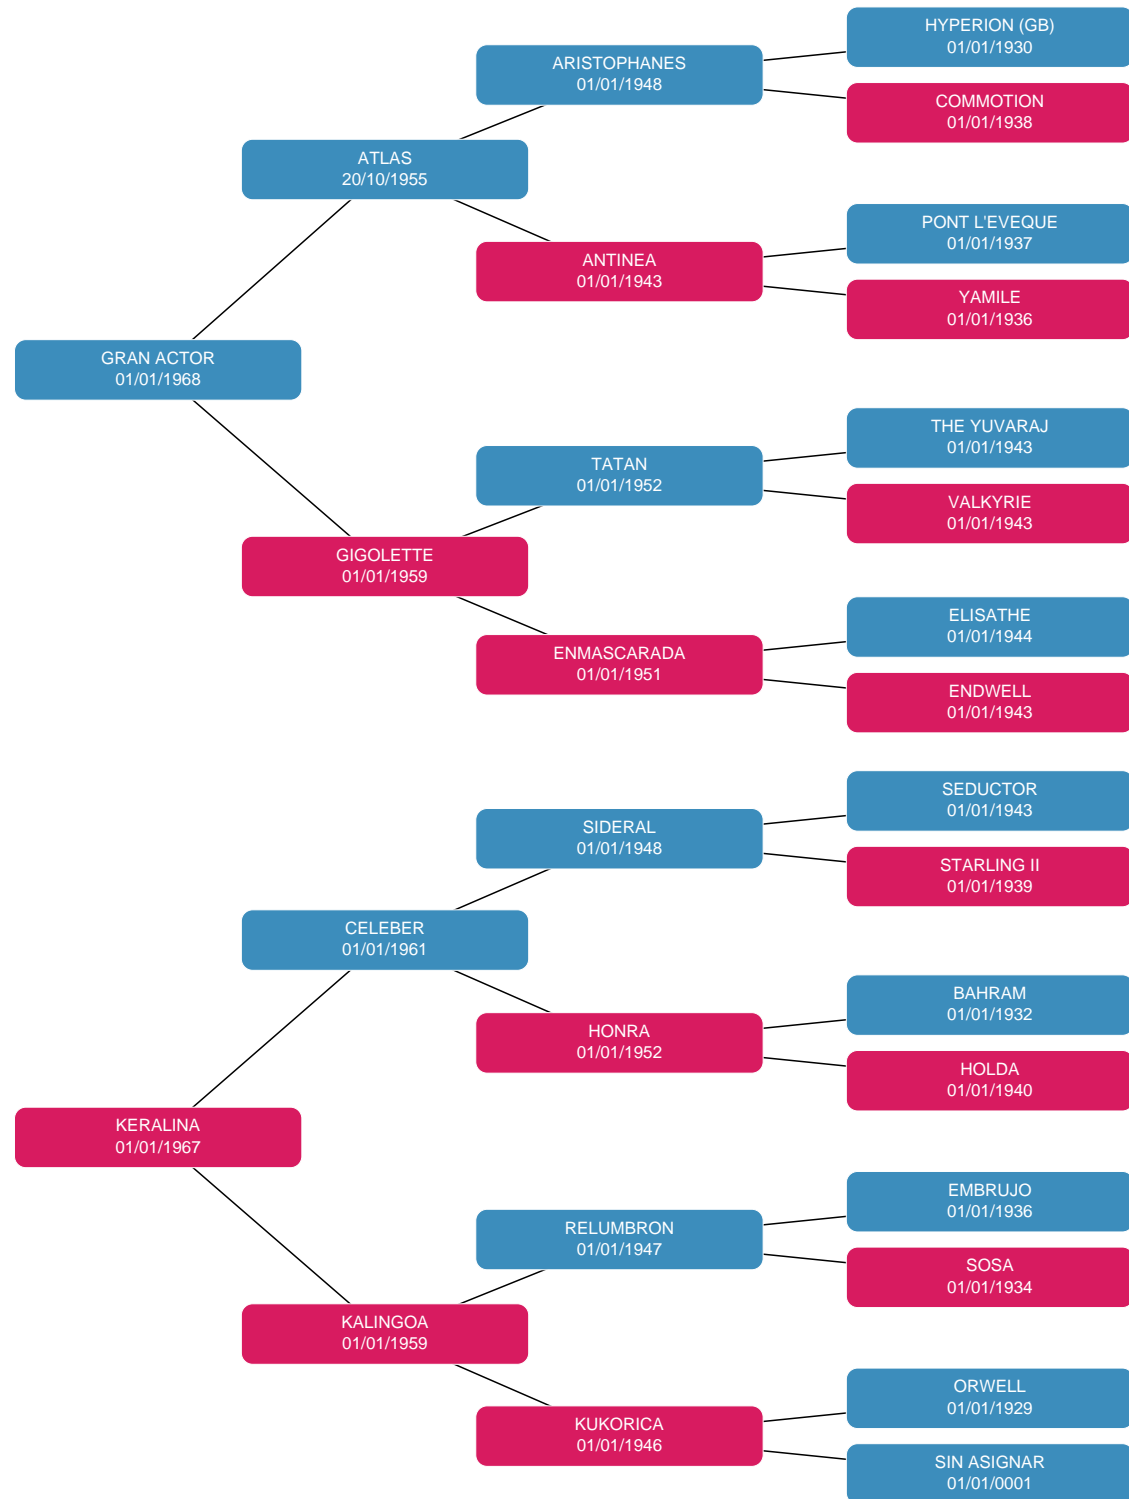 HYPERION (GB)
01/01/1930
ARISTOPHANES
01/01/1948
COMMOTION
01/01/1938
ATLAS
20/10/1955
PONT L'EVEQUE
01/01/1937
ANTINEA
01/01/1943
YAMILE
01/01/1936
GRAN ACTOR
01/01/1968
THE YUVARAJ
01/01/1943
TATAN
01/01/1952
VALKYRIE
01/01/1943
GIGOLETTE
01/01/1959
ELISATHE
01/01/1944
ENMASCARADA
01/01/1951
ENDWELL
01/01/1943
SEDUCTOR
01/01/1943
SIDERAL
01/01/1948
STARLING II
01/01/1939
CELEBER
01/01/1961
BAHRAM
01/01/1932
HONRA
01/01/1952
HOLDA
01/01/1940
KERALINA
01/01/1967
EMBRUJO
01/01/1936
RELUMBRON
01/01/1947
SOSA
01/01/1934
KALINGOA
01/01/1959
ORWELL
01/01/1929
KUKORICA
01/01/1946
SIN ASIGNAR
01/01/0001